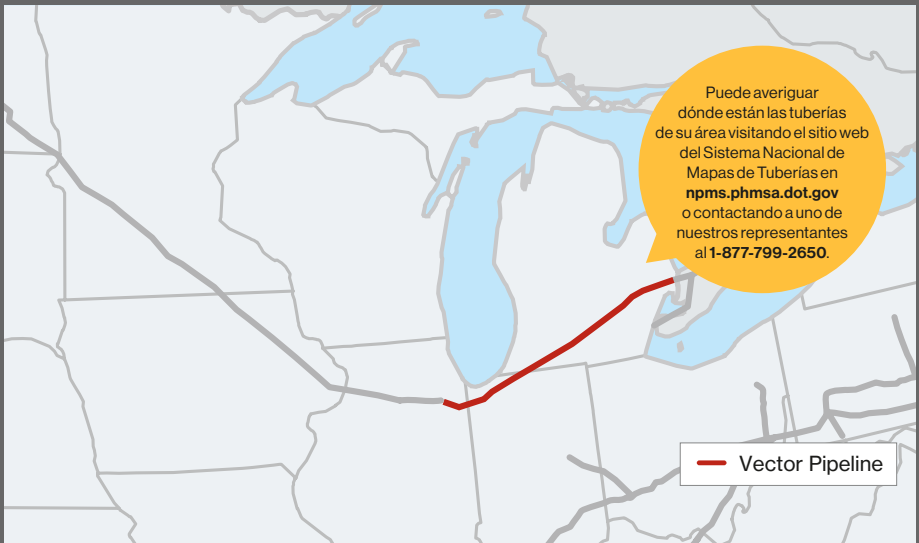 Puede averiguar
dónde están las tuberías
de su área visitando el sitio web
del Sistema Nacional de
Mapas de Tuberías en
npms.phmsa.dot.gov
o contactando a uno de
nuestros representantes
al 1-877-799-2650.
Vector Pipeline